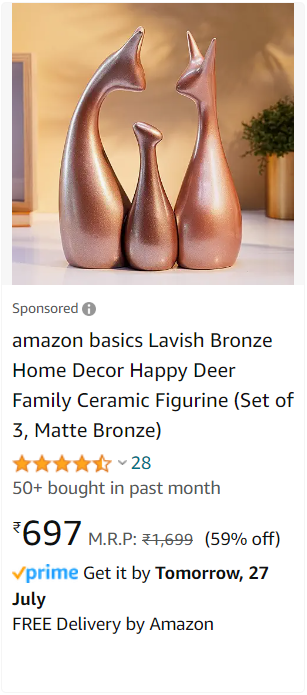 Sponsored
amazon basics Lavish Bronze
Home Decor Happy Deer
Family Ceramic Figurine (Set of
3, Matte Bronze)
28
50+ bought in past month
₹697 M.R.P: ₹1,699 (59% off)
prime Get it by Tomorrow, 27
July
FREE Delivery by Amazon